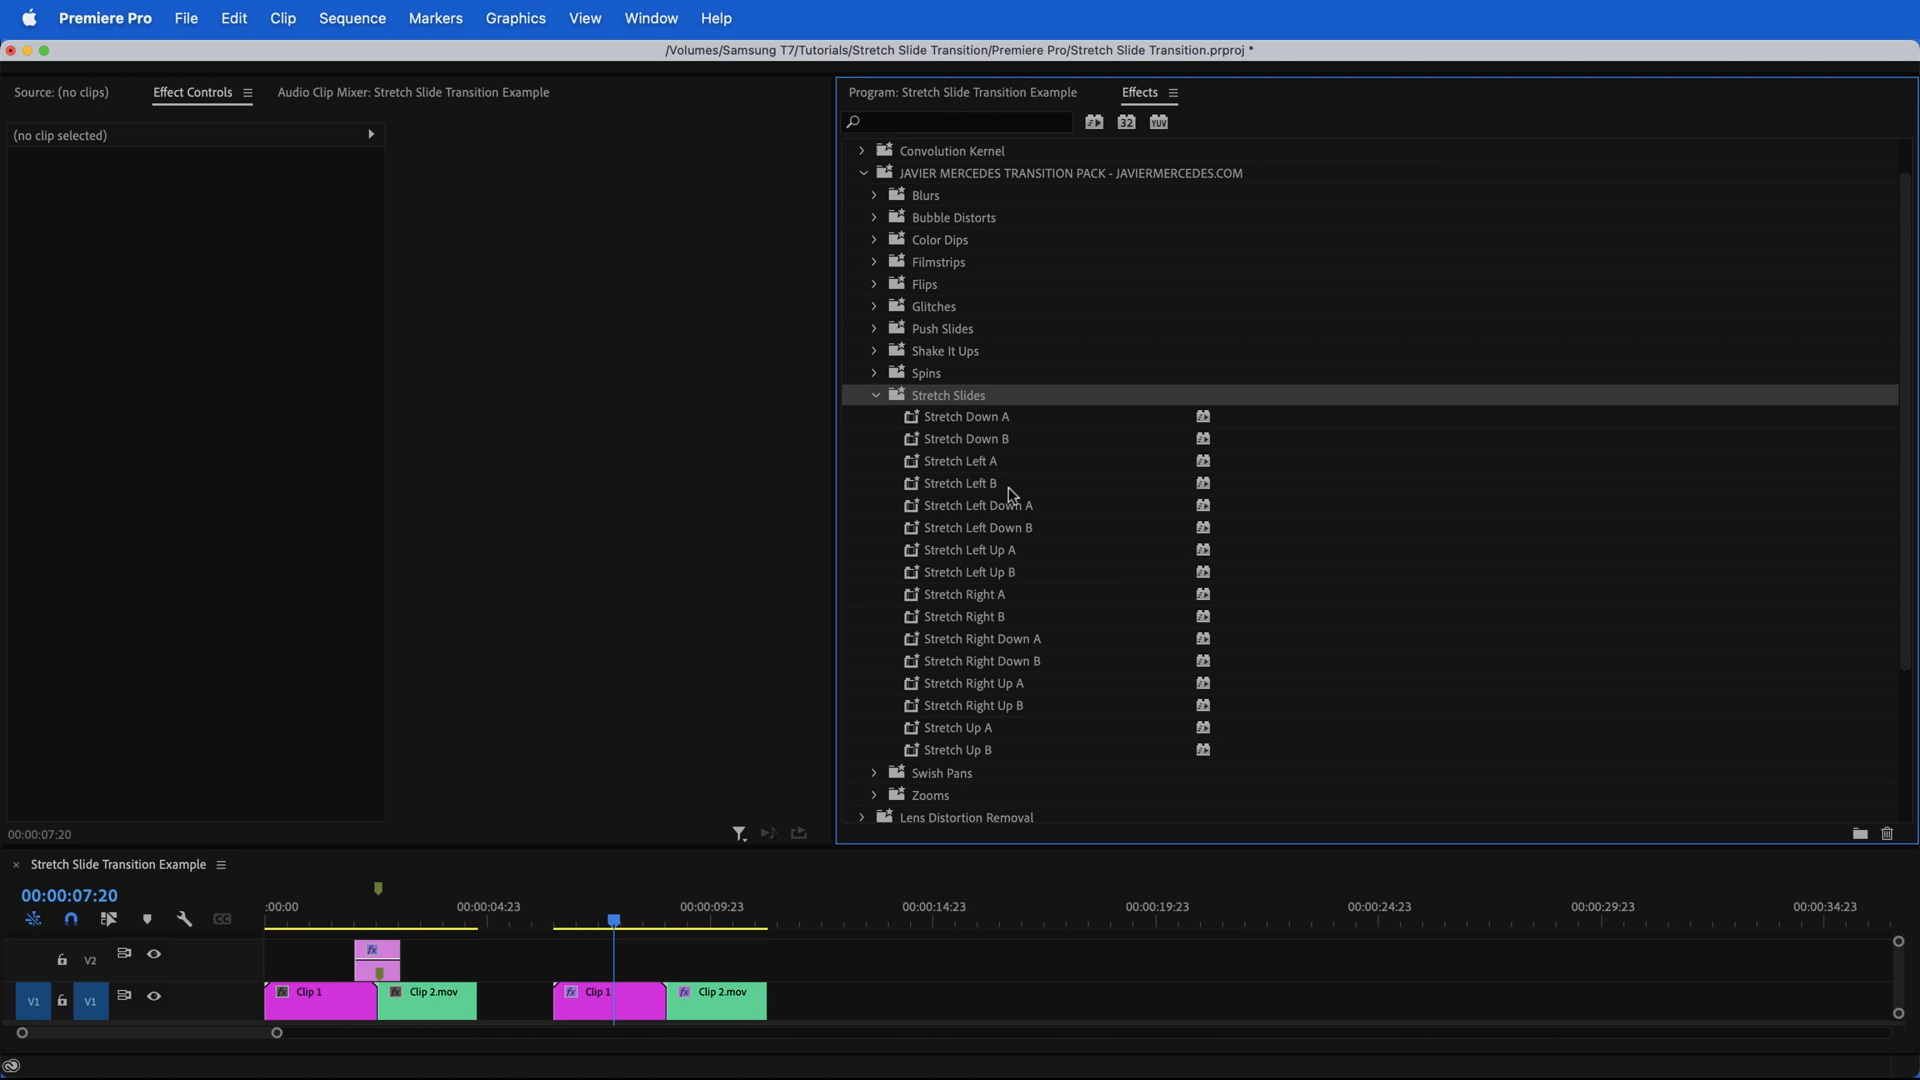 Premiere Pro File Edit Clip Sequence Markers Graphics View Window Help
/Volumes/Samsung T7/Tutorials/Stretch Slide Transition/Premiere Pro/Stretch Slide Transition.prproj *
Source: (no clips) Effect Controls Audio Clip Mixer: Stretch Slide Transition Example
(no clip selected)
00:00:07:20
Program: Stretch Slide Transition Example Effects
32 YUV
Convolution Kernel
JAVIER MERCEDES TRANSITION PACK - JAVIERMERCEDES.COM
Blurs
Bubble Distorts
Color Dips
Filmstrips
Flips
Glitches
Push Slides
Shake It Ups
Spins
Stretch Slides
Stretch Down A
Stretch Down B
Stretch Left A
Stretch Left B
Stretch Left Down A
Stretch Left Down B
Stretch Left Up A
Stretch Left Up B
Stretch Right A
Stretch Right B
Stretch Right Down A
Stretch Right Down B
Stretch Right Up A
Stretch Right Up B
Stretch Up A
Stretch Up B
Swish Pans
Zooms
Lens Distortion Removal
× Stretch Slide Transition Example
00:00:07:20
CC
:00:00 00:00:04:23 00:00:09:23 00:00:14:23 00:00:19:23 00:00:24:23 00:00:29:23 00:00:34:23
V2 fx
V1 V1 fx Clip 1 fx Clip 2.mov fx Clip 1 fx Clip 2.mov